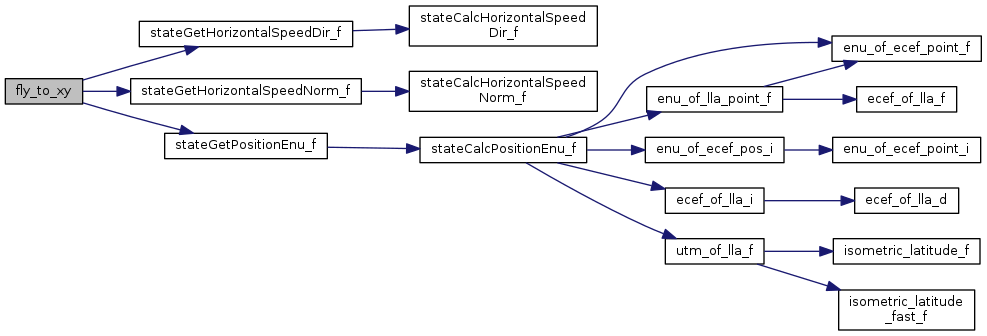 fly_to_xy
stateGetHorizontalSpeedDir_f
stateGetHorizontalSpeedNorm_f
stateGetPositionEnu_f
stateCalcHorizontalSpeed
Dir_f
stateCalcHorizontalSpeed
Norm_f
stateCalcPositionEnu_f
enu_of_lla_point_f
enu_of_ecef_pos_i
ecef_of_lla_i
utm_of_lla_f
enu_of_ecef_point_f
ecef_of_lla_f
enu_of_ecef_point_i
ecef_of_lla_d
isometric_latitude_f
isometric_latitude
_fast_f